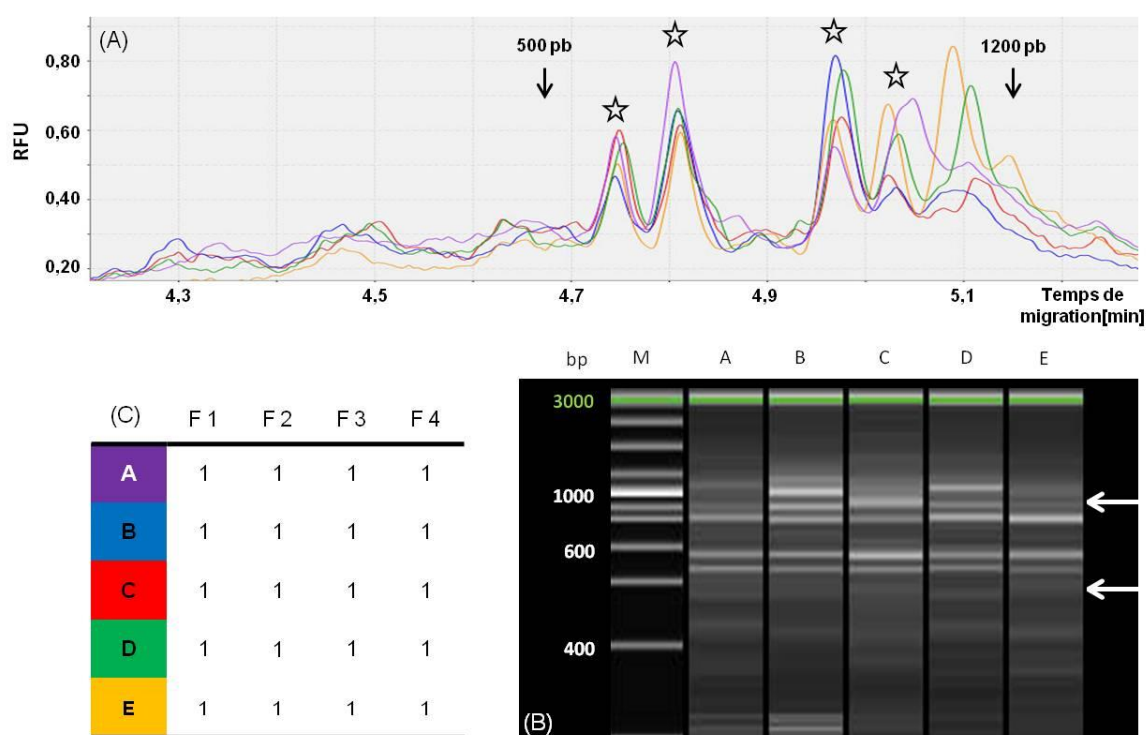 (A)
500 pb
1200 pb
RFU
0,80
0,60
0,40
0,20
4,3 4,5 4,7 4,9 5,1 Temps de
migration[min]
bp M A B C D E
3000
1000
600
400
(B)
(C) F 1 F 2 F 3 F 4
A 1 1 1 1
B 1 1 1 1
C 1 1 1 1
D 1 1 1 1
E 1 1 1 1